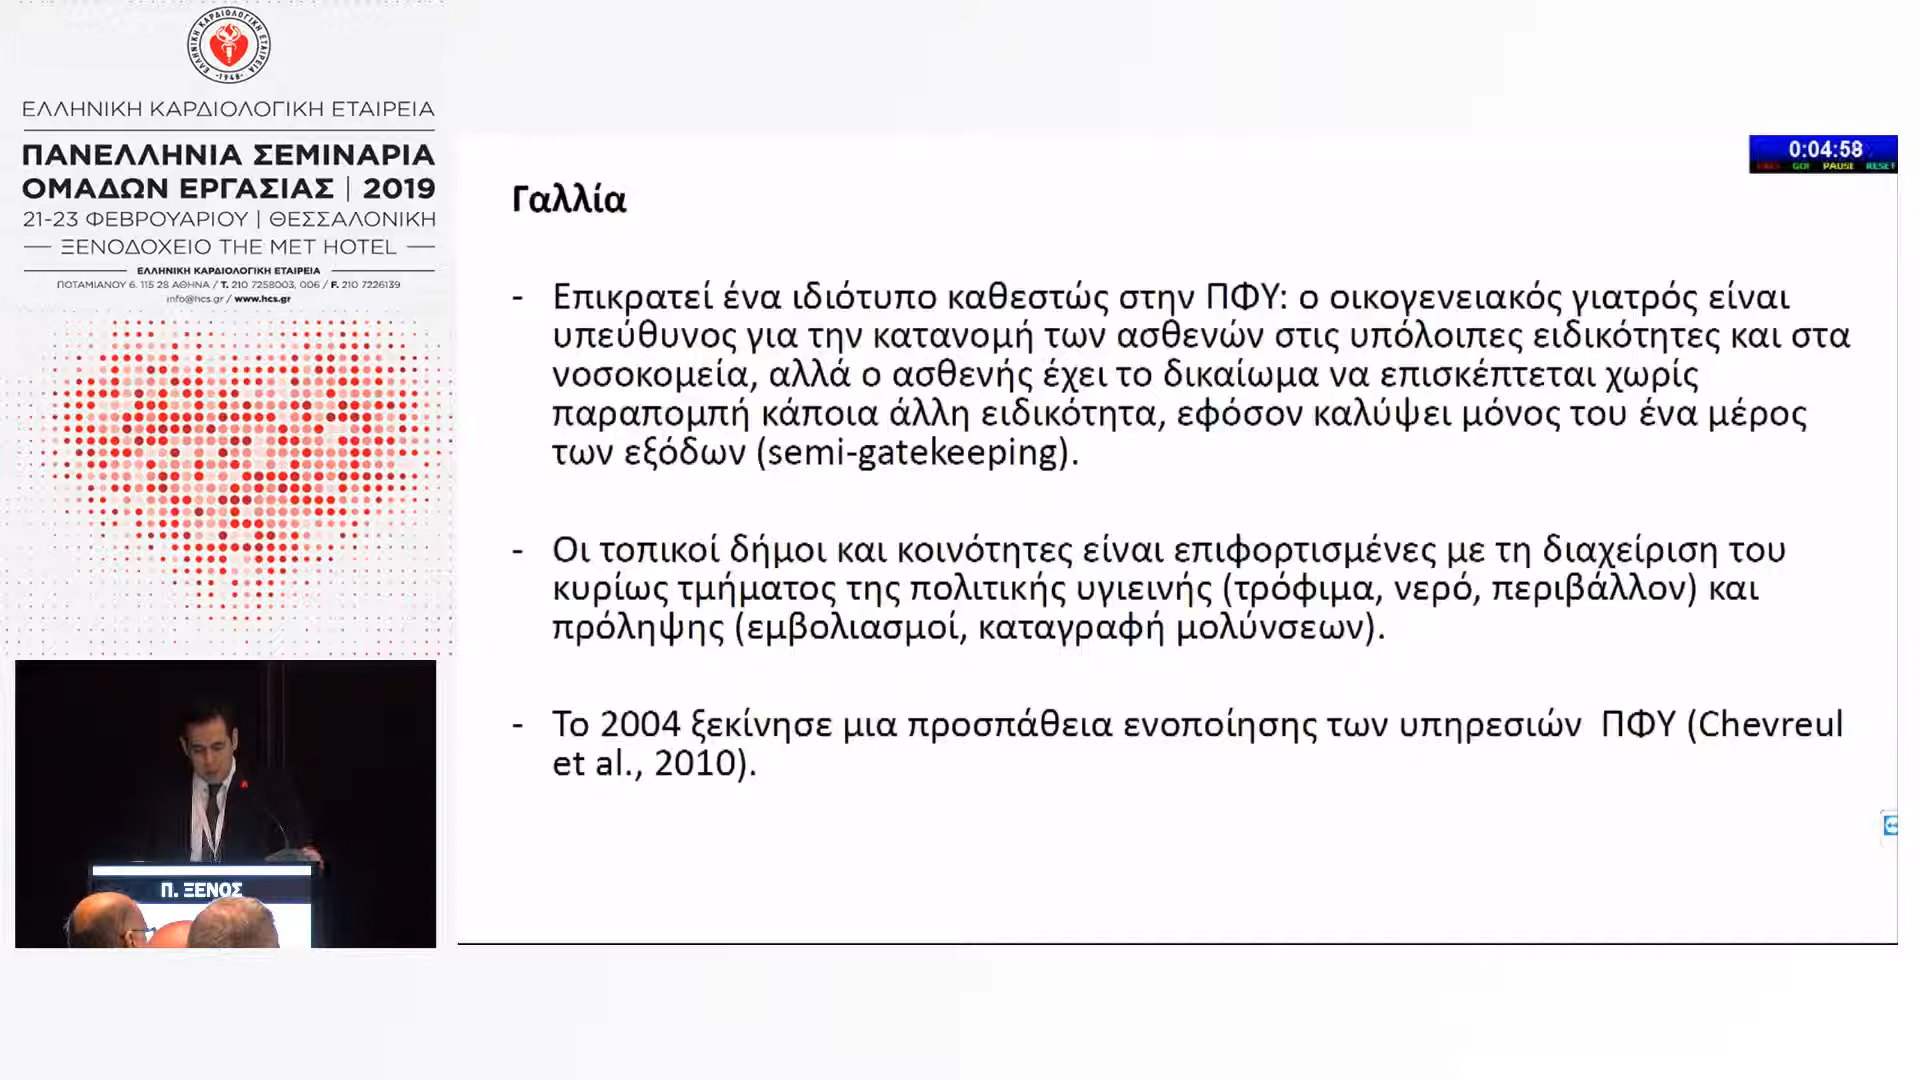 ΕΛΛΗΝΙΚΗ ΚΑΡΔΙΟΛΟΓΙΚΗ ΕΤΑΙΡΕΙΑ
-1948-
ΕΛΛΗΝΙΚΗ ΚΑΡΔΙΟΛΟΓΙΚΗ ΕΤΑΙΡΕΙΑ
ΠΑΝΕΛΛΗΝΙΑ ΣΕΜΙΝΑΡΙΑ
ΟΜΑΔΩΝ ΕΡΓΑΣΙΑΣ | 2019
21-23 ΦΕΒΡΟΥΑΡΙΟΥ | ΘΕΣΣΑΛΟΝΙΚΗ
ΞΕΝΟΔΟΧΕΙΟ THE MET HOTEL
ΕΛΛΗΝΙΚΗ ΚΑΡΔΙΟΛΟΓΙΚΗ ΕΤΑΙΡΕΙΑ
ΠΟΤΑΜΙΑΝΟΥ 6. 115 28 ΑΘΗΝΑ / T. 210 7258003, 006 / F. 210 7226139
info@hcs.gr / www.hcs.gr
Π. ΞΕΝΟΣ
0:04:58
GO! PAUSE RESET
Γαλλία
- Επικρατεί ένα ιδιότυπο καθεστώς στην ΠΦΥ: ο οικογενειακός γιατρός είναι
υπεύθυνος για την κατανομή των ασθενών στις υπόλοιπες ειδικότητες και στα
νοσοκομεία, αλλά ο ασθενής έχει το δικαίωμα να επισκέπτεται χωρίς
παραπομπή κάποια άλλη ειδικότητα, εφόσον καλύψει μόνος του ένα μέρος
των εξόδων (semi-gatekeeping).
- Οι τοπικοί δήμοι και κοινότητες είναι επιφορτισμένες με τη διαχείριση του
κυρίως τμήματος της πολιτικής υγιεινής (τρόφιμα, νερό, περιβάλλον) και
πρόληψης (εμβολιασμοί, καταγραφή μολύνσεων).
- Το 2004 ξεκίνησε μια προσπάθεια ενοποίησης των υπηρεσιών ΠΦΥ (Chevreul
et al., 2010).